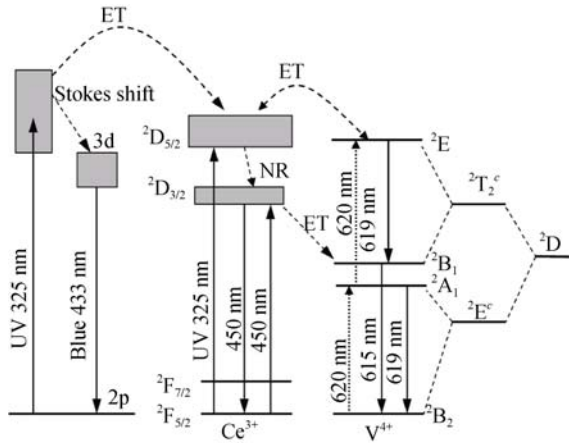 ET
ET
Stokes shift
3d
²D₅/₂
NR
²D₃/₂
ET
²E
²T₂ᶜ
²D
²B₁
²A₁
²Eᶜ
²B₂
UV 325 nm
Blue 433 nm
2p
UV 325 nm
450 nm
450 nm
²F₇/₂
²F₅/₂
Ce³⁺
620 nm
619 nm
620 nm
615 nm
619 nm
V⁴⁺